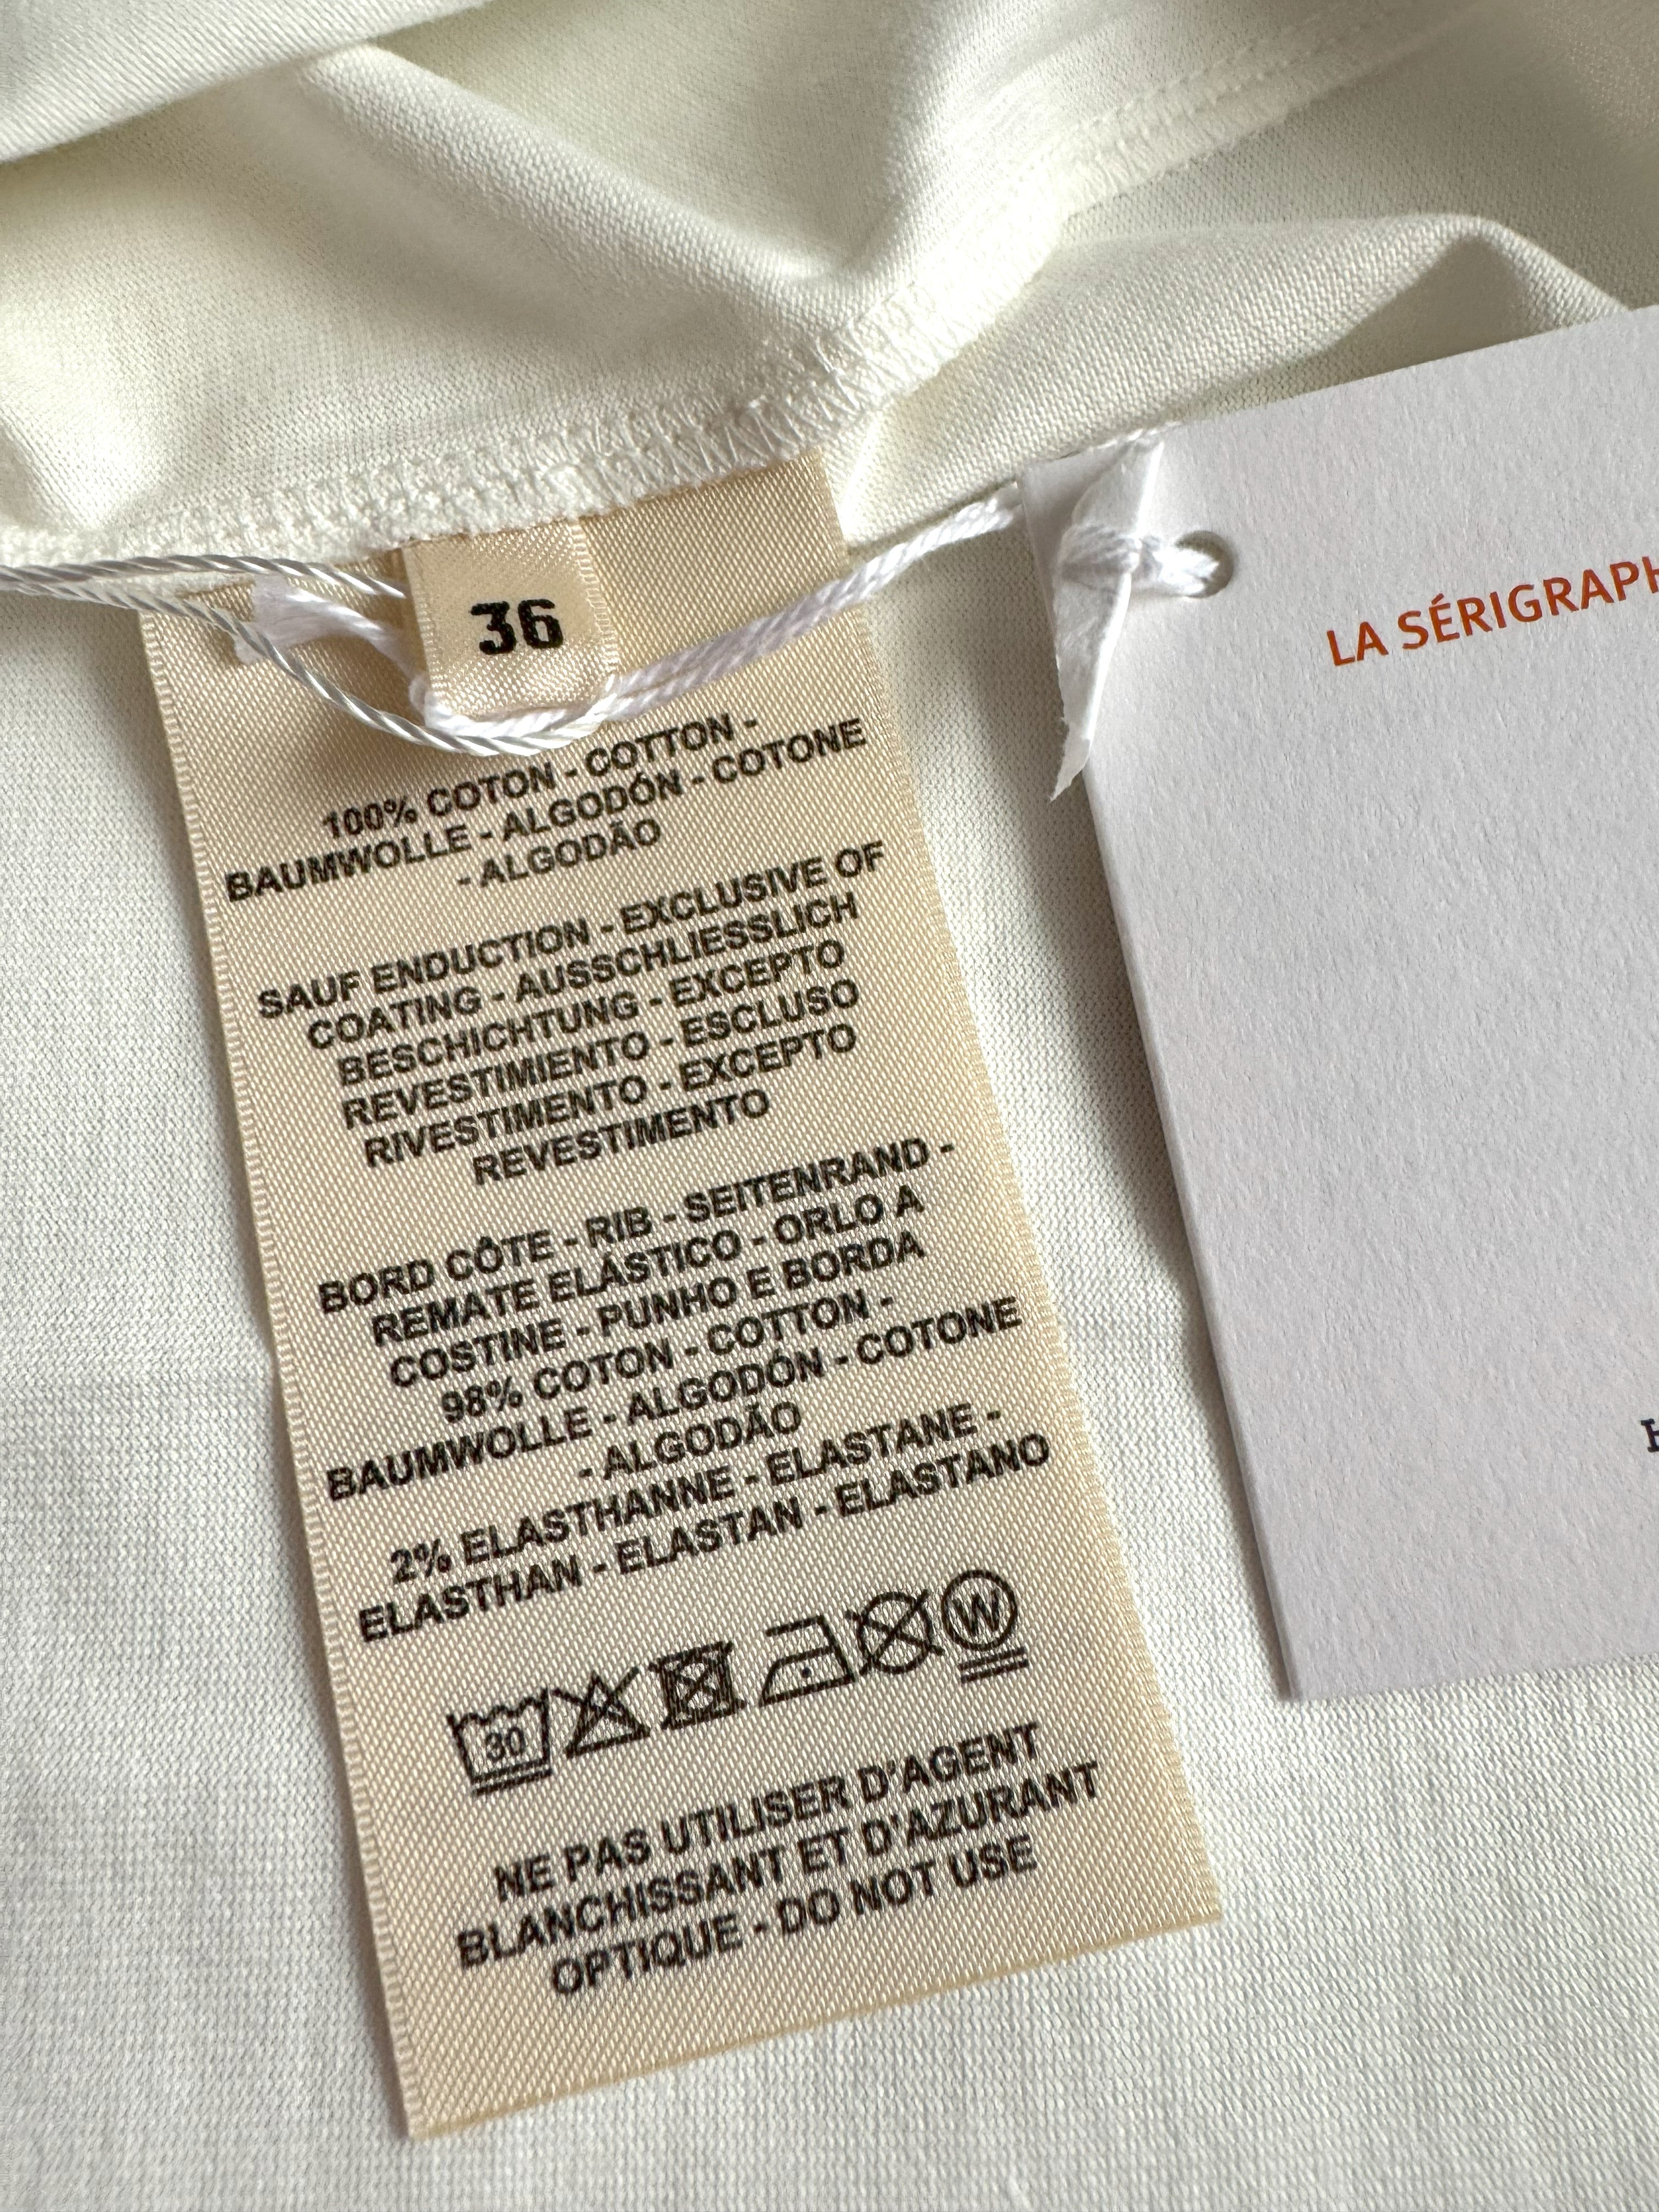 36
100% COTON - COTTON -
BAUMWOLLE - ALGODÓN - COTONE
- ALGODÃO
SAUF ENDUCTION - EXCLUSIVE OF
COATING - AUSSCHLIESSLICH
BESCHICHTUNG - EXCEPTO
REVESTIMIENTO - ESCLUSO
RIVESTIMENTO - EXCEPTO
REVESTIMENTO
BORD CÔTE - RIB - SEITENRAND -
REMATE ELÁSTICO - ORLO A
COSTINE - PUNHO E BORDA
98% COTON - COTTON -
BAUMWOLLE - ALGODÓN - COTONE
- ALGODÃO
2% ELASTHANNE - ELASTANE -
ELASTHAN - ELASTAN - ELASTANO
30 W
NE PAS UTILISER D'AGENT
BLANCHISSANT ET D'AZURANT
OPTIQUE - DO NOT USE
LA SÉRIGRAPH